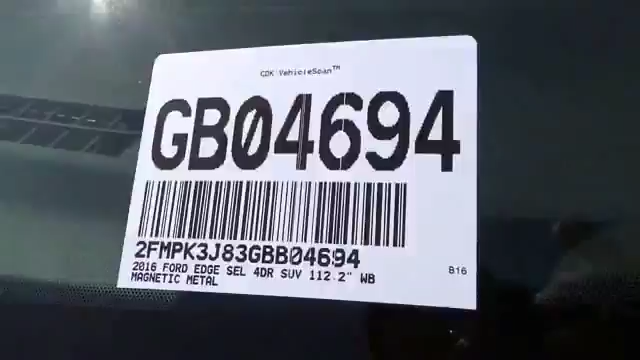 CDK VehicleScan™
GB04694
2FMPK3J83GBB04694
2016 FORD EDGE SEL 4DR SUV 112.2" WB
MAGNETIC METAL
B16